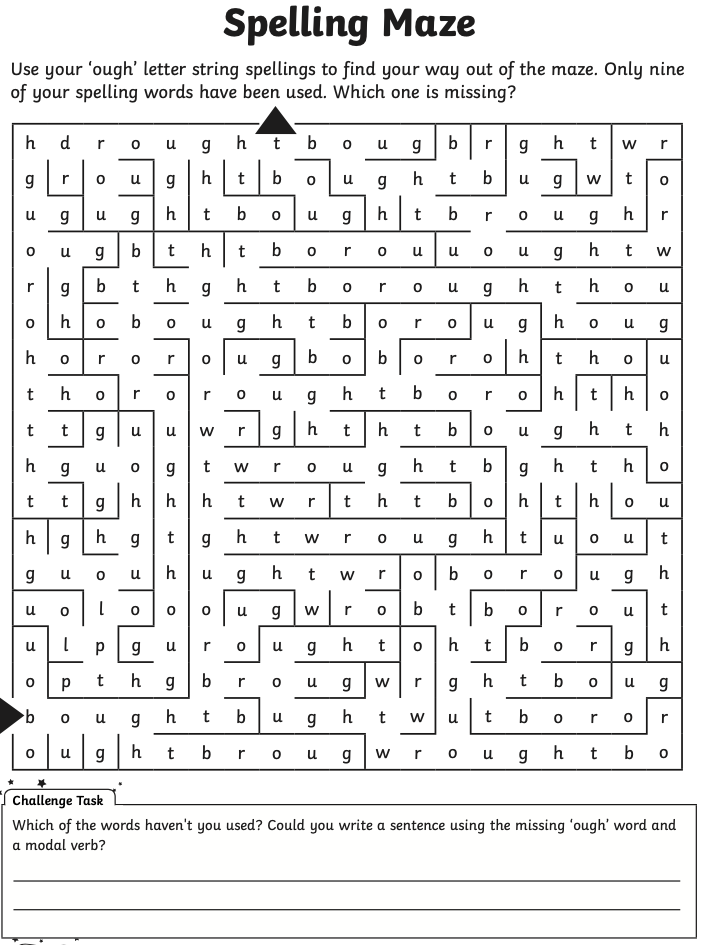 Spelling Maze
Use your ‘ough’ letter string spellings to find your way out of the maze. Only nine
of your spelling words have been used. Which one is missing?
h d r o u g h t b o u g b r g h t w r
g r o u g h t b o u g h t b u g w t o
u g u g h t b o u g h t b r o u g h r
o u g b t h t b o r o u u o u g h t w
r g b t h g h t b o r o u g h t h o u
o h o b o u g h t b o r o u g h o u g
h o r o r o u g b o b o r o h t h o u
t h o r o r o u g h t b o r o h t h o
t t g u u w r g h t h t b o u g h t h
h g u o g t w r o u g h t b g h t h o
t t g h h h t w r t h t b o h t h o u
h g h g t g h t w r o u g h t u o u t
g u o u h u g h t w r o b o r o u g h
u o l o o o u g w r o b t b o r o u t
u l p g u r o u g h t o h t b o r g h
o p t h g b r o u g w r g h t b o u g
b o u g h t b u g h t w u t b o r o r
o u g h t b r o u g w r o u g h t b o
Challenge Task
Which of the words haven't you used? Could you write a sentence using the missing ‘ough’ word and
a modal verb?